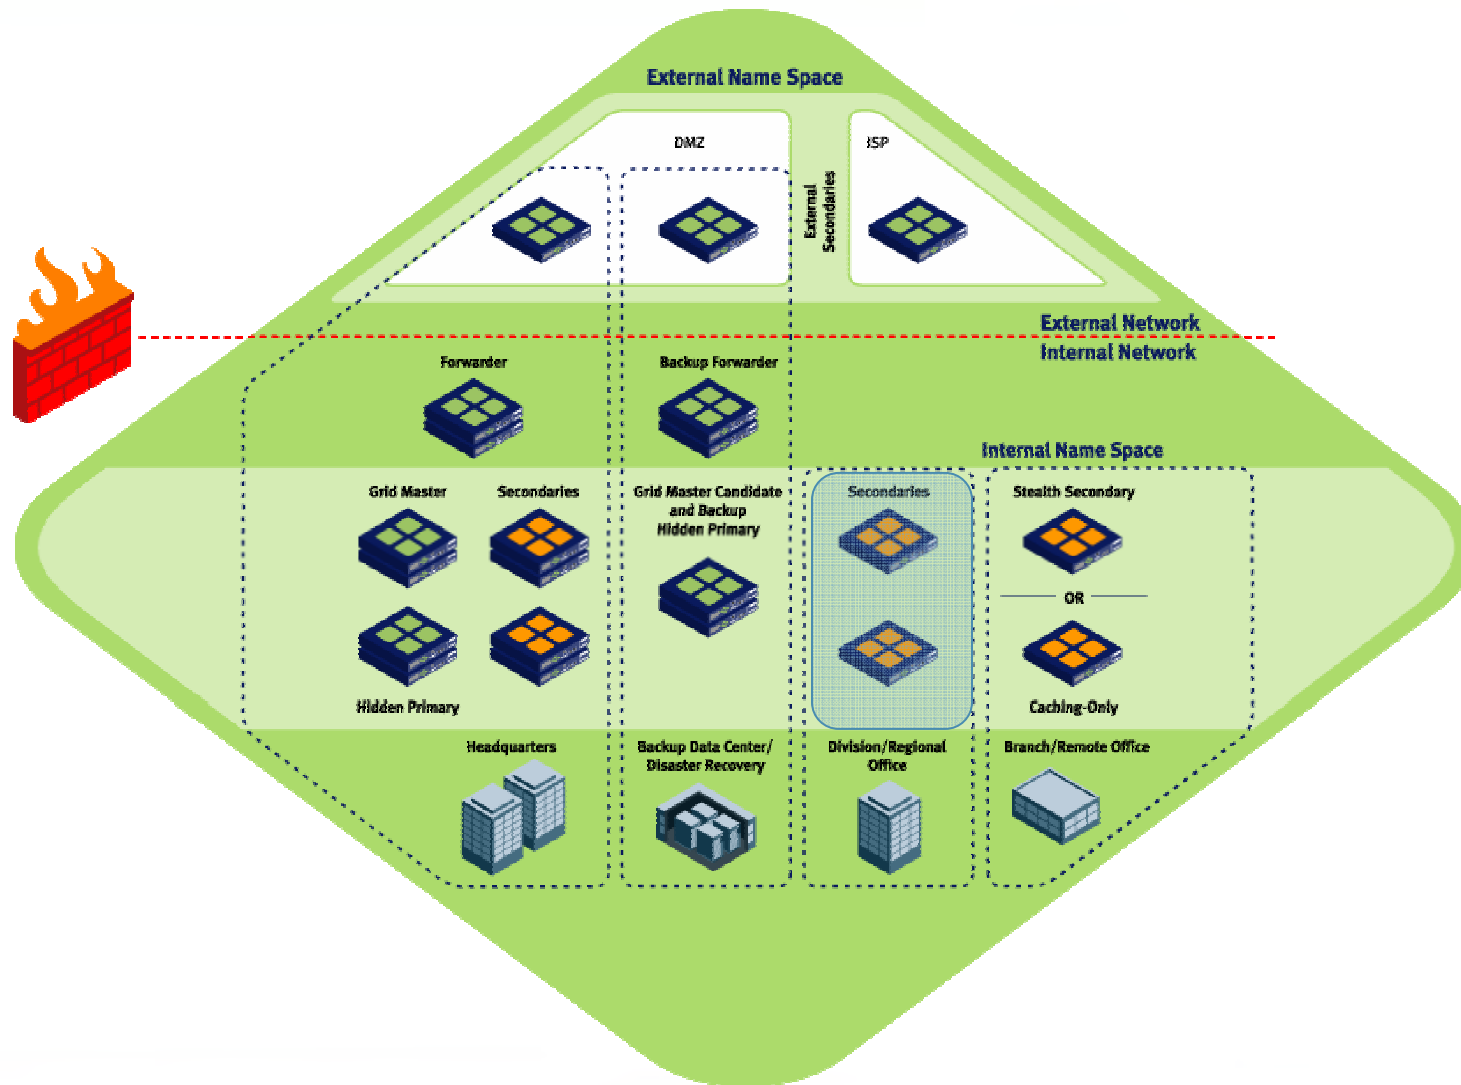 External Name Space
DMZ
ISP
External
Secondaries
External Network
Internal Network
Forwarder
Backup Forwarder
Internal Name Space
Grid Master
Secondaries
Grid Master Candidate
and Backup
Hidden Primary
Secondaries
Stealth Secondary
OR
Hidden Primary
Caching-Only
Headquarters
Backup Data Center/
Disaster Recovery
Division/Regional
Office
Branch/Remote Office